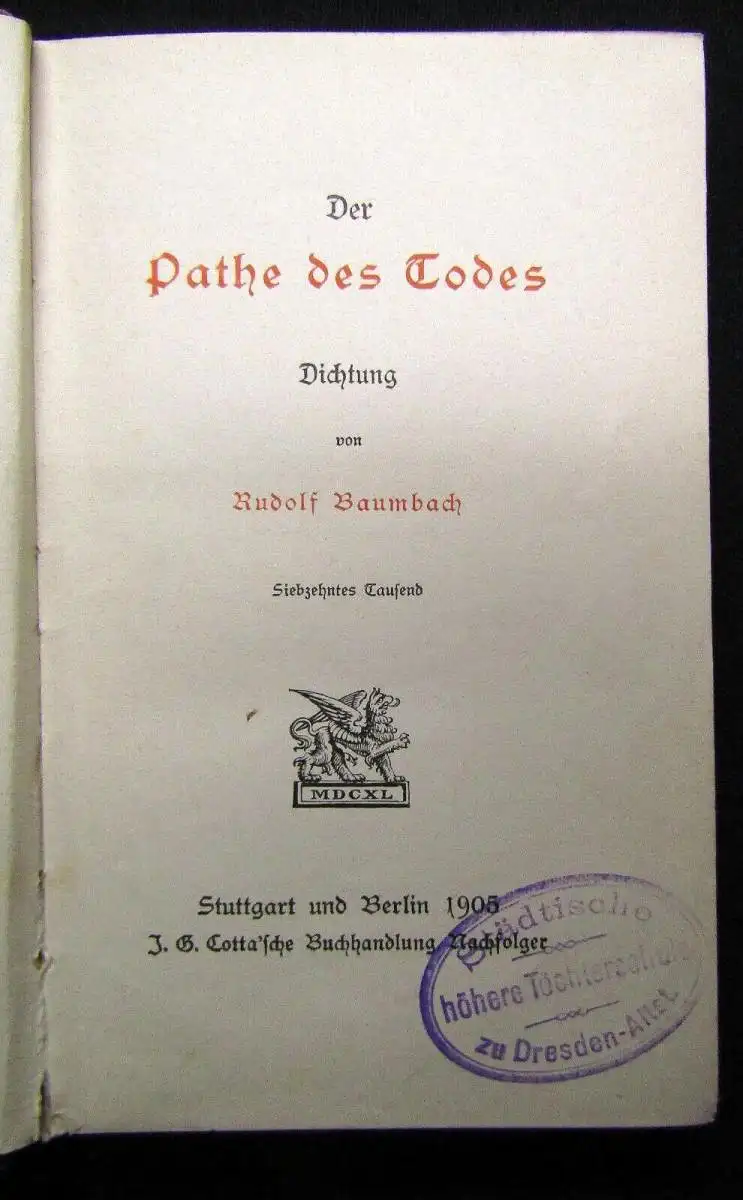 Der
Pathe des Todes
Dichtung
von
Rudolf Baumbach
Siebzehntes Tausend
MDCXL
Stuttgart und Berlin 1905
J. G. Cotta'sche Buchhandlung Nachfolger
Städtische
höhere Töchterschule
zu Dresden-Altst